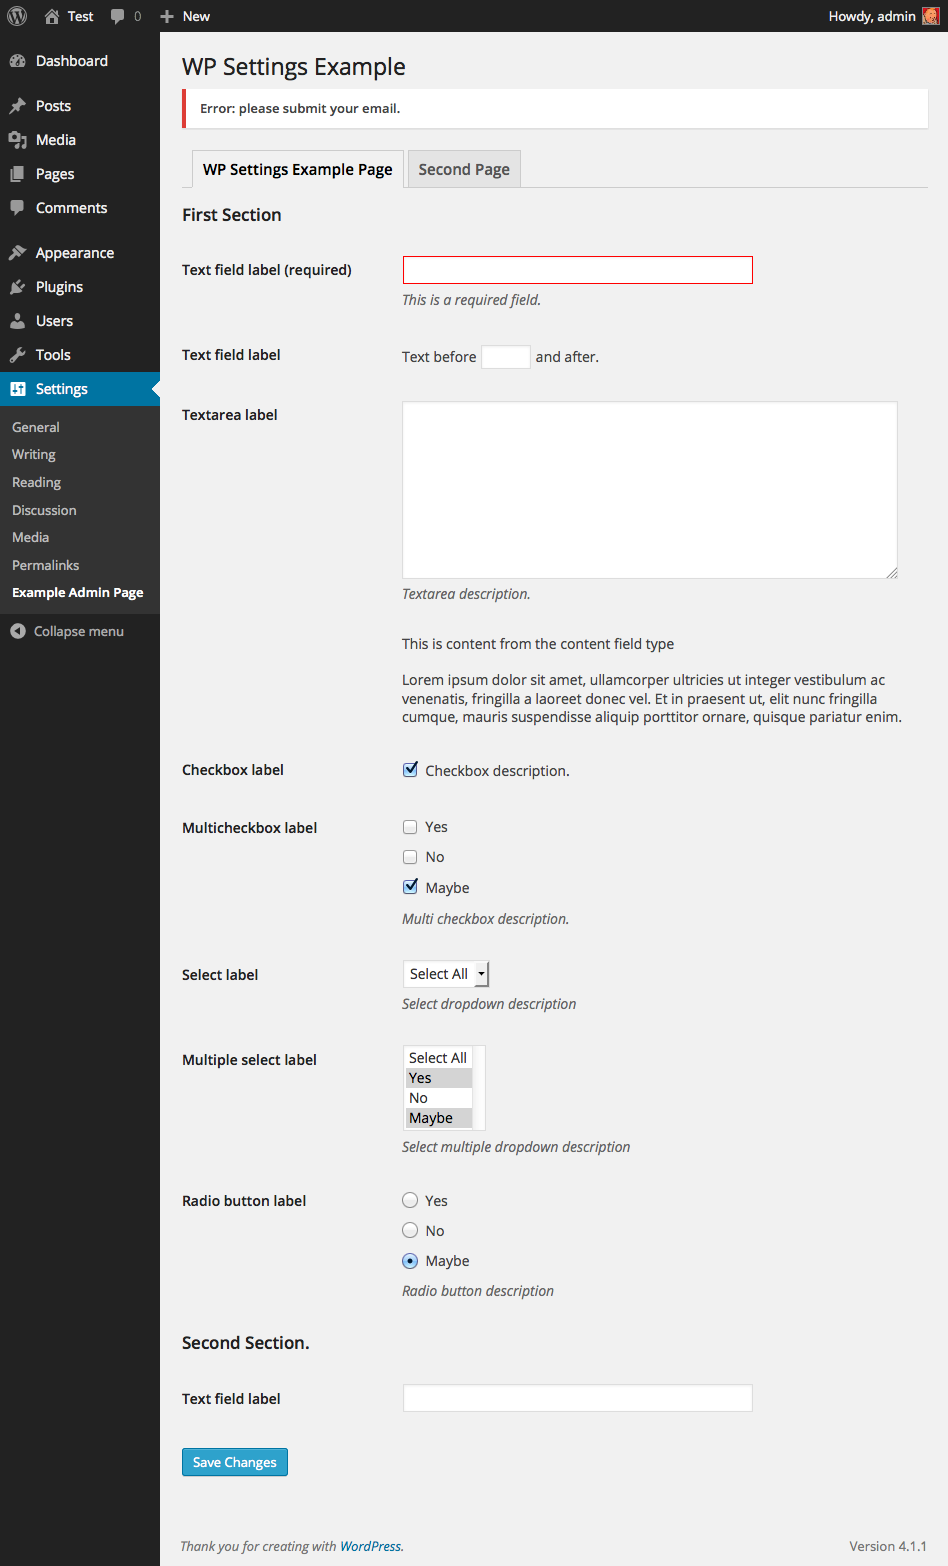 Test 0 New Howdy, admin
Dashboard
Posts
Media
Pages
Comments
Appearance
Plugins
Users
Tools
Settings
General
Writing
Reading
Discussion
Media
Permalinks
Example Admin Page
Collapse menu
WP Settings Example
Error: please submit your email.
WP Settings Example Page Second Page
First Section
Text field label (required)
This is a required field.
Text field label Text before and after.
Textarea label
Textarea description.
This is content from the content field type
Lorem ipsum dolor sit amet, ullamcorper ultricies ut integer vestibulum ac
venenatis, fringilla a laoreet donec vel. Et in praesent ut, elit nunc fringilla
cumque, mauris suspendisse aliquip porttitor ornare, quisque pariatur enim.
Checkbox label Checkbox description.
Multicheckbox label Yes
No
Maybe
Multi checkbox description.
Select label Select All
Select dropdown description
Multiple select label Select All
Yes
No
Maybe
Select multiple dropdown description
Radio button label Yes
No
Maybe
Radio button description
Second Section.
Text field label
Save Changes
Thank you for creating with WordPress. Version 4.1.1